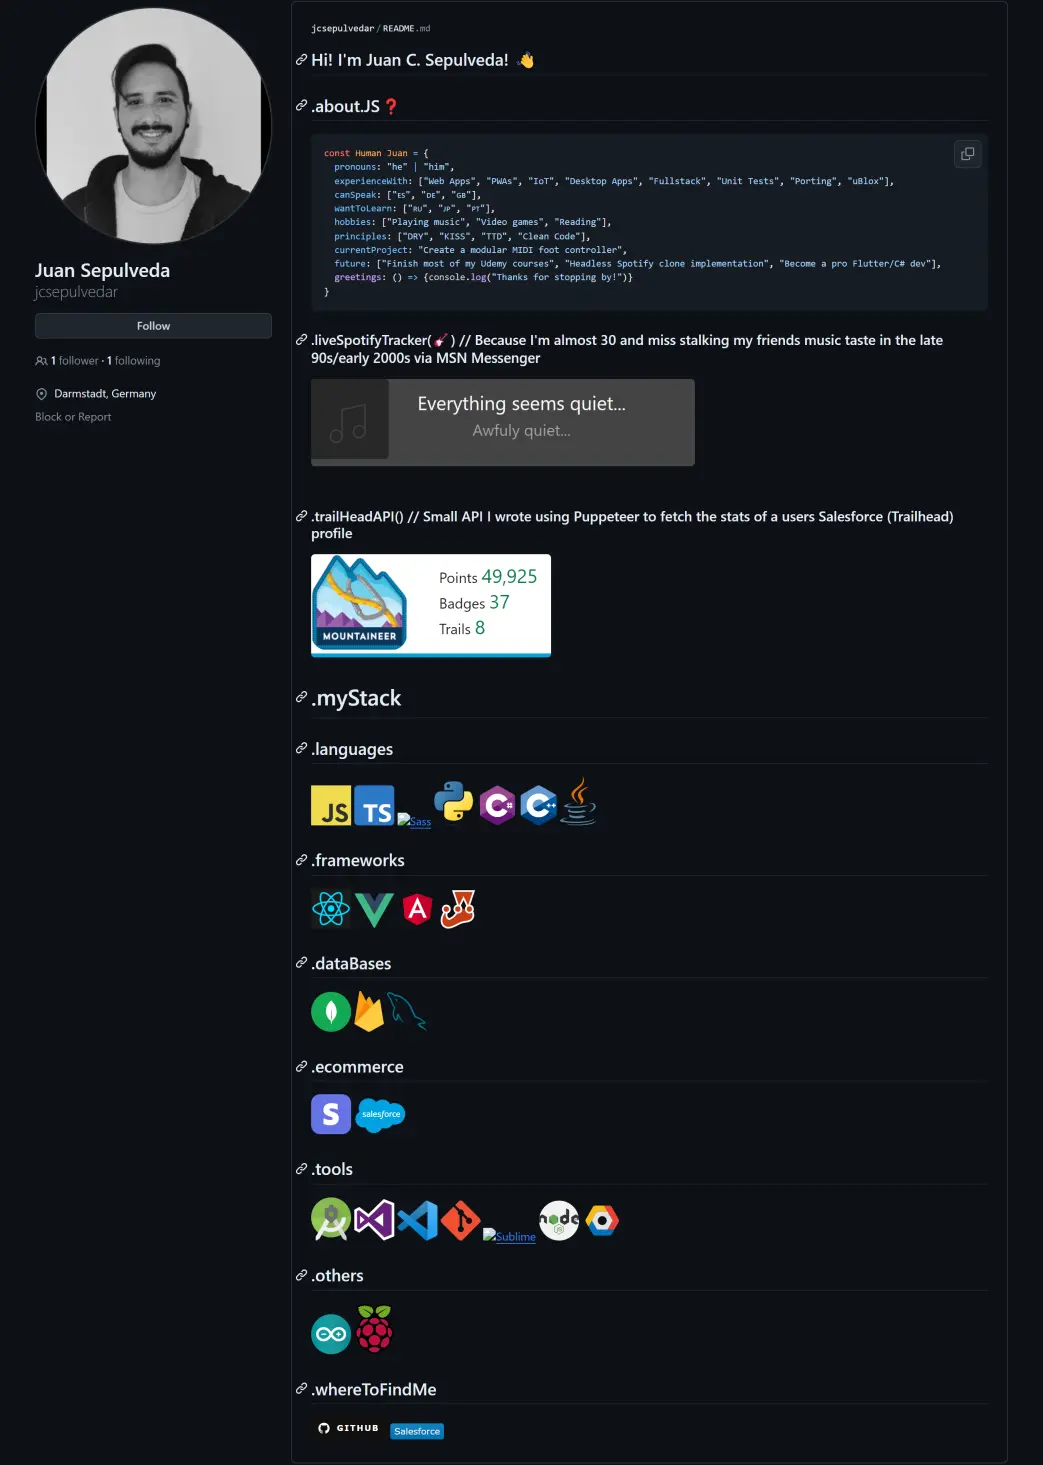 Juan Sepulveda
jcsepulvedar
Follow
1 follower · 1 following
Darmstadt, Germany
Block or Report
jcsepulvedar/README.md
Hi! I'm Juan C. Sepulveda! 👋
.about.JS❓
const Human Juan = {
pronouns: "he" | "him",
experienceWith: ["Web Apps", "PWAs", "IoT", "Desktop Apps", "Fullstack", "Unit Tests", "Porting", "uBlox"],
canSpeak: ["ES", "DE", "GB"],
wantToLearn: ["RU", "JP", "PT"],
hobbies: ["Playing music", "Video games", "Reading"],
principles: ["DRY", "KISS", "TTD", "Clean Code"],
currentProject: "Create a modular MIDI foot controller",
future: ["Finish most of my Udemy courses", "Headless Spotify clone implementation", "Become a pro Flutter/C# dev"],
greetings: () => {console.log("Thanks for stopping by!")}
}
.liveSpotifyTracker(🎸) // Because I'm almost 30 and miss stalking my friends music taste in the late
90s/early 2000s via MSN Messenger
Everything seems quiet...
Awfuly quiet...
.trailHeadAPI() // Small API I wrote using Puppeteer to fetch the stats of a users Salesforce (Trailhead)
profile
MOUNTAINEER
Points 49,925
Badges 37
Trails 8
.myStack
.languages
JS TS Sass C# C++
.frameworks
.dataBases
.ecommerce
S salesforce
.tools
Sublime node JS
.others
.whereToFindMe
GITHUB Salesforce